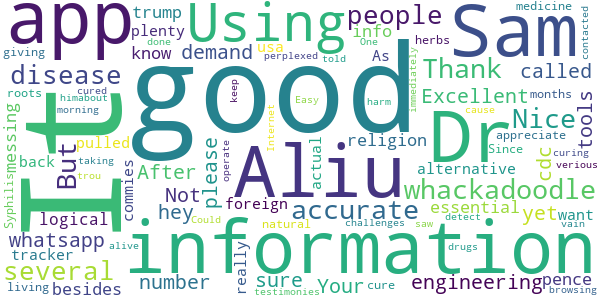 app
trump
plenty
Using
people
info
Sam
medicine
contacted
giving
done
usa
perplexed
told
One
herbs
know
demand
As
disease
keep
Easy
harm
immediately
Thank
called
tools
roots
cured
himabout
morning
It
good
Dr
Excellent
months
Nice
appreciate
messing
Syphilis
back
pulled
But
After
Not
please
actual
religion
alternative
Since
cdc
cause
curing
verious
taking
trou
Internet
operate
Aliu
whackadoodle
commies
logical
hey
foreign
accurate
essential
yet
want
Could
natural
challenges
saw
detect
vain
whatsapp
tracker
alive
information
drugs
several
living
besides
number
really
sure
testimonies
Your
cure
engineering
pence
browsing